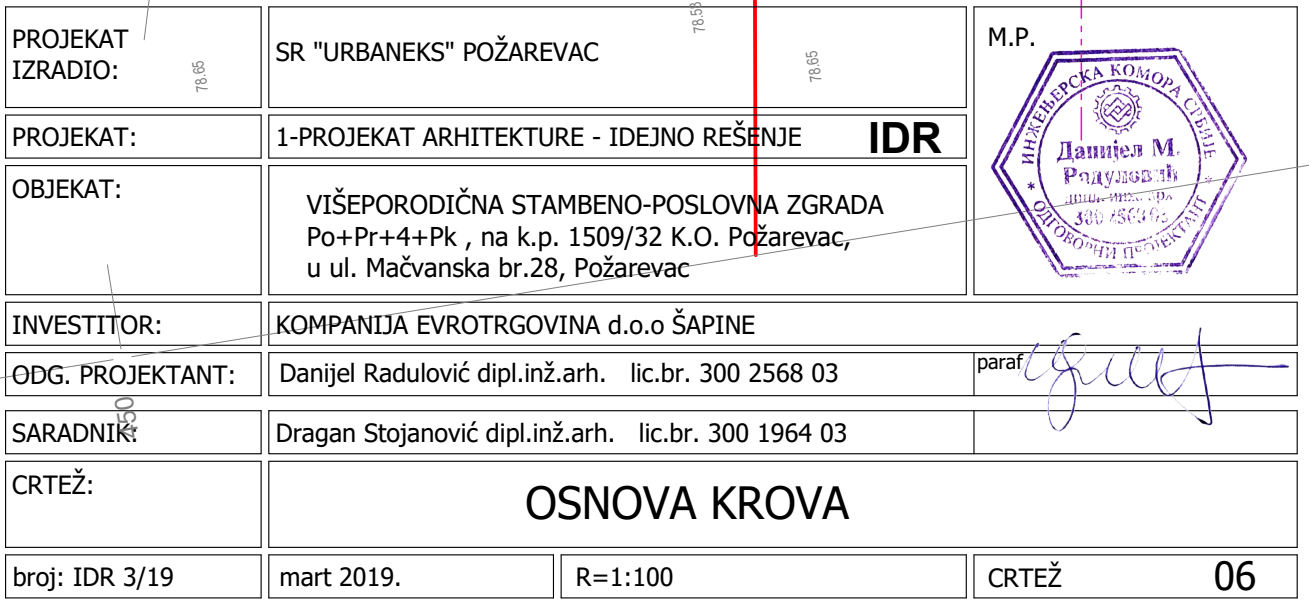 PROJEKAT
IZRADIO:
78.65
SR "URBANEKS" POŽAREVAC
78.53
78.65
M.P.
ИНЖЕЊЕРСКА КОМОРА СРБИЈЕ
Данијел М.
Радуловић
* ОДГОВОРНИ ПРОЈЕКТАНТ *
PROJEKAT:
1-PROJEKAT ARHITEKTURE - IDEJNO REŠENJE IDR
OBJEKAT:
VIŠEPORODIČNA STAMBENO-POSLOVNA ZGRADA
Po+Pr+4+Pk , na k.p. 1509/32 K.O. Požarevac,
u ul. Mačvanska br.28, Požarevac
INVESTITOR:
KOMPANIJA EVROTRGOVINA d.o.o ŠAPINE
ODG. PROJEKTANT:
Danijel Radulović dipl.inž.arh. lic.br. 300 2568 03
paraf
450
SARADNIK:
Dragan Stojanović dipl.inž.arh. lic.br. 300 1964 03
CRTEŽ:
OSNOVA KROVA
broj: IDR 3/19
mart 2019.
R=1:100
CRTEŽ 06